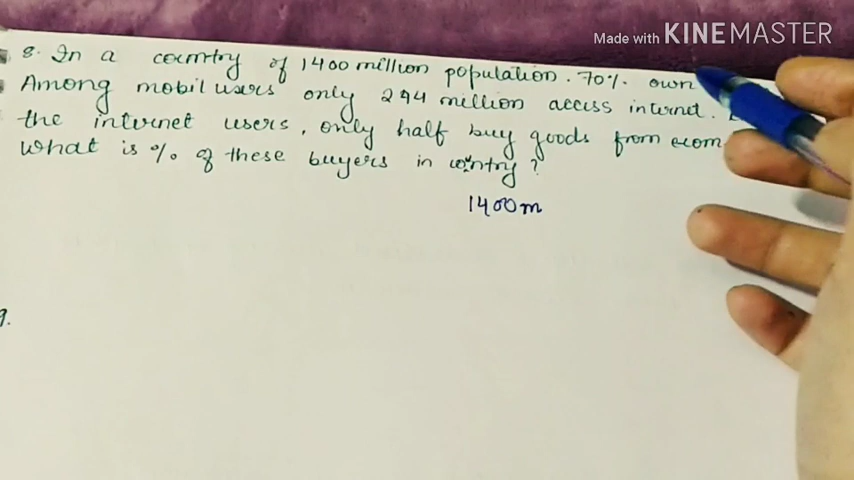 Made with KINEMASTER
8. In a country of 1400 million population. 70% own
Among mobil users only 294 million access internet.
the internet users, only half buy goods from ecom
What is % of these buyers in country?
1400m
9.